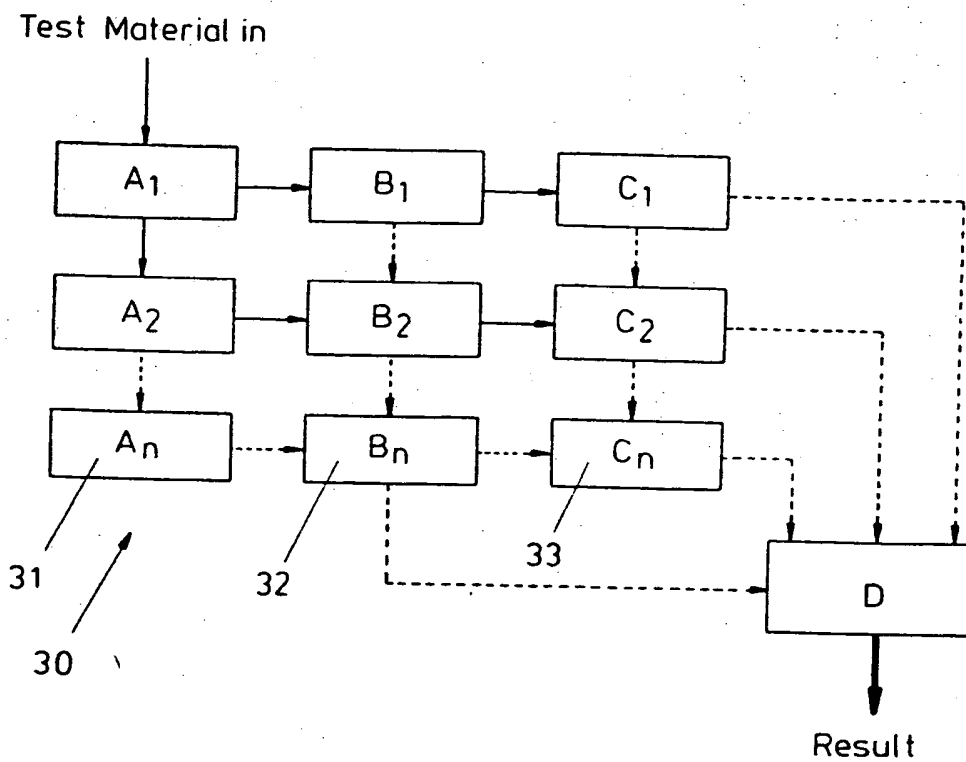 Test Material in
A1
B1
C1
A2
B2
C2
An
Bn
Cn
31
32
33
30
D
Result